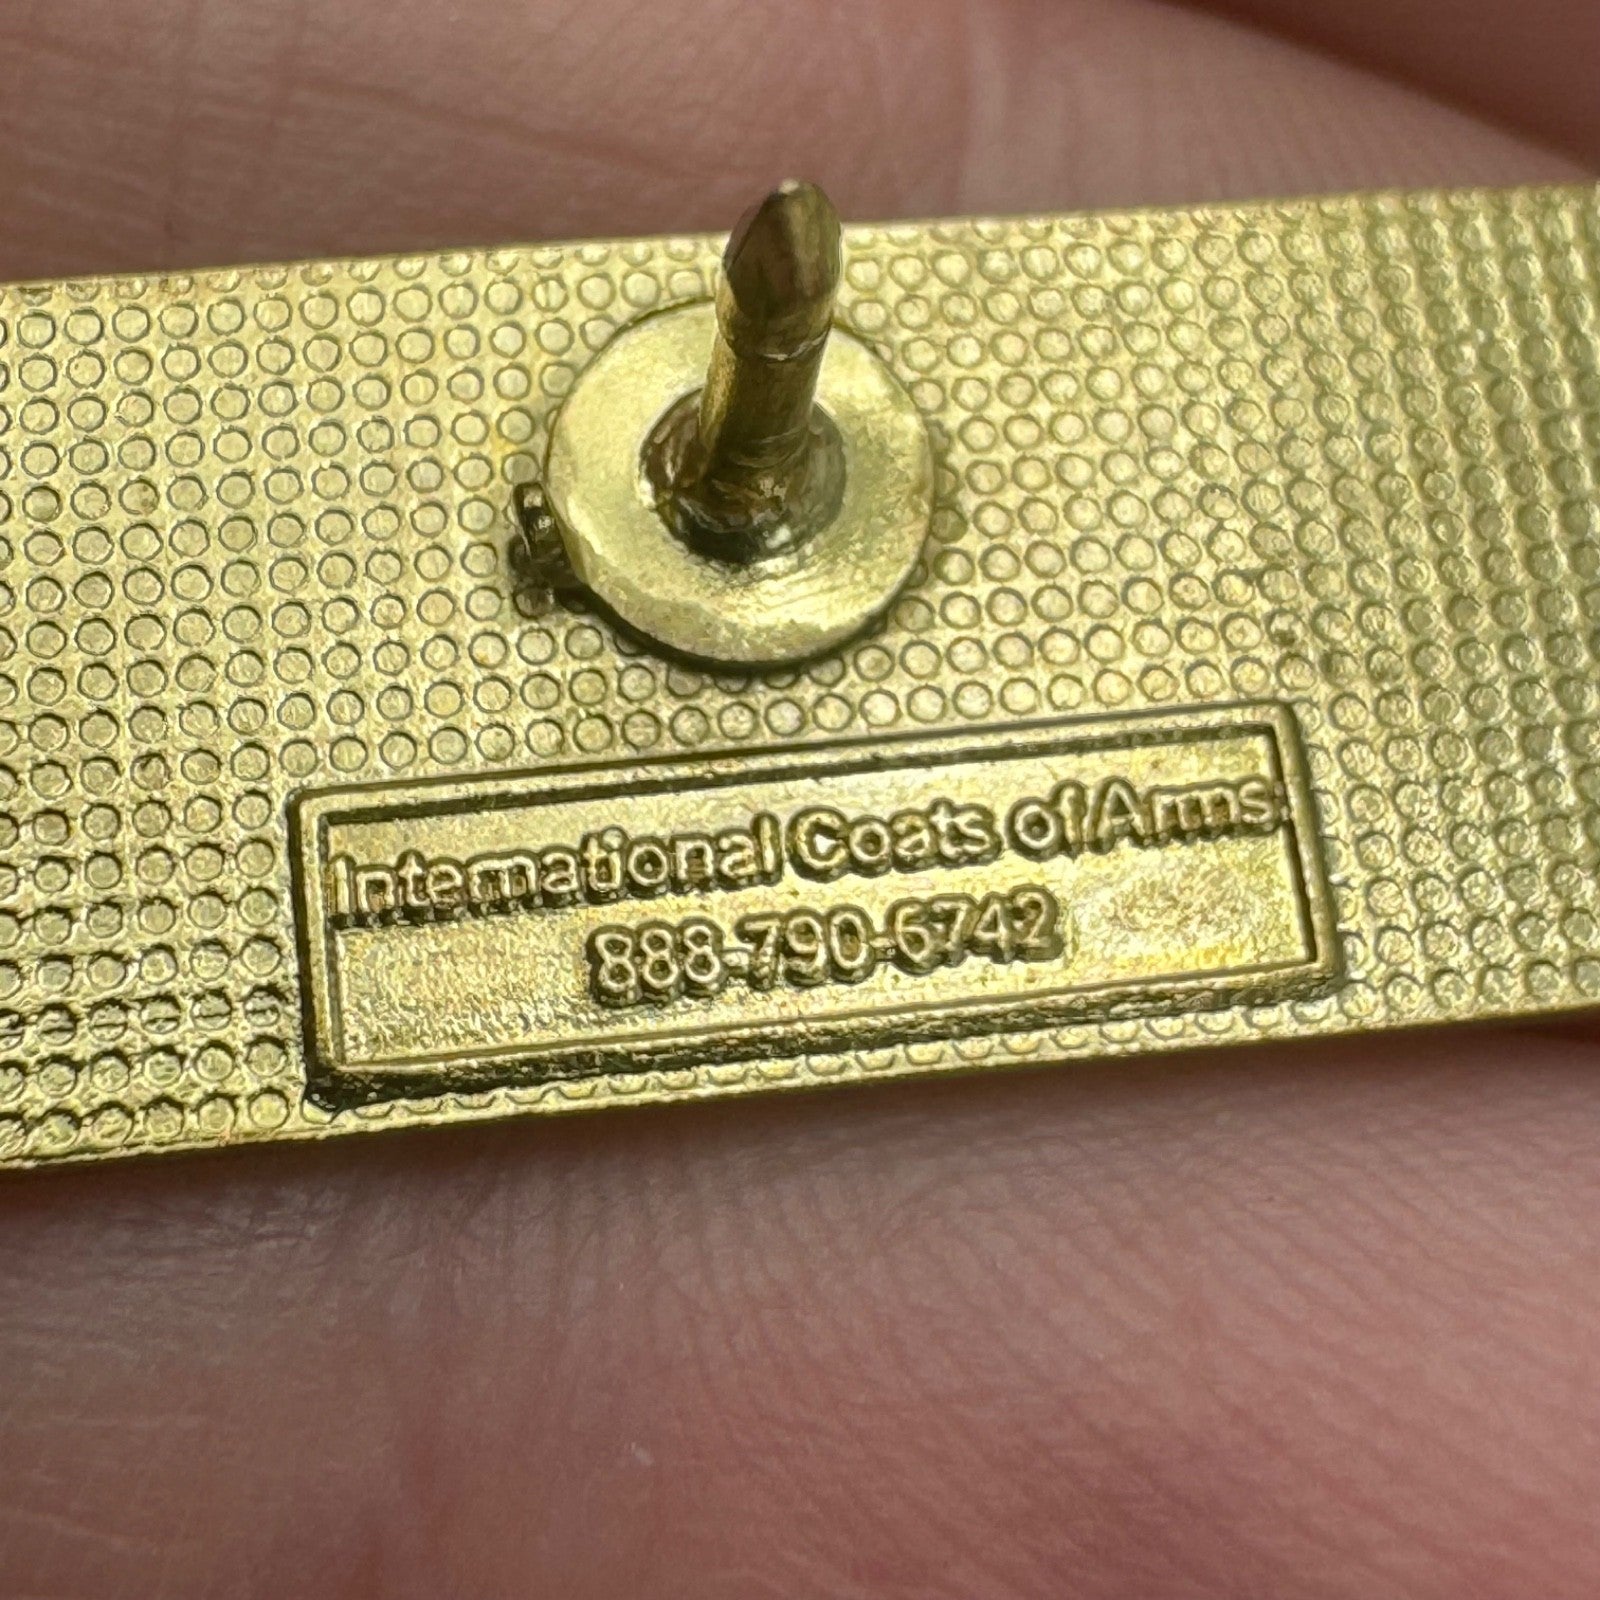 International Coats of Arms
888-790-6742